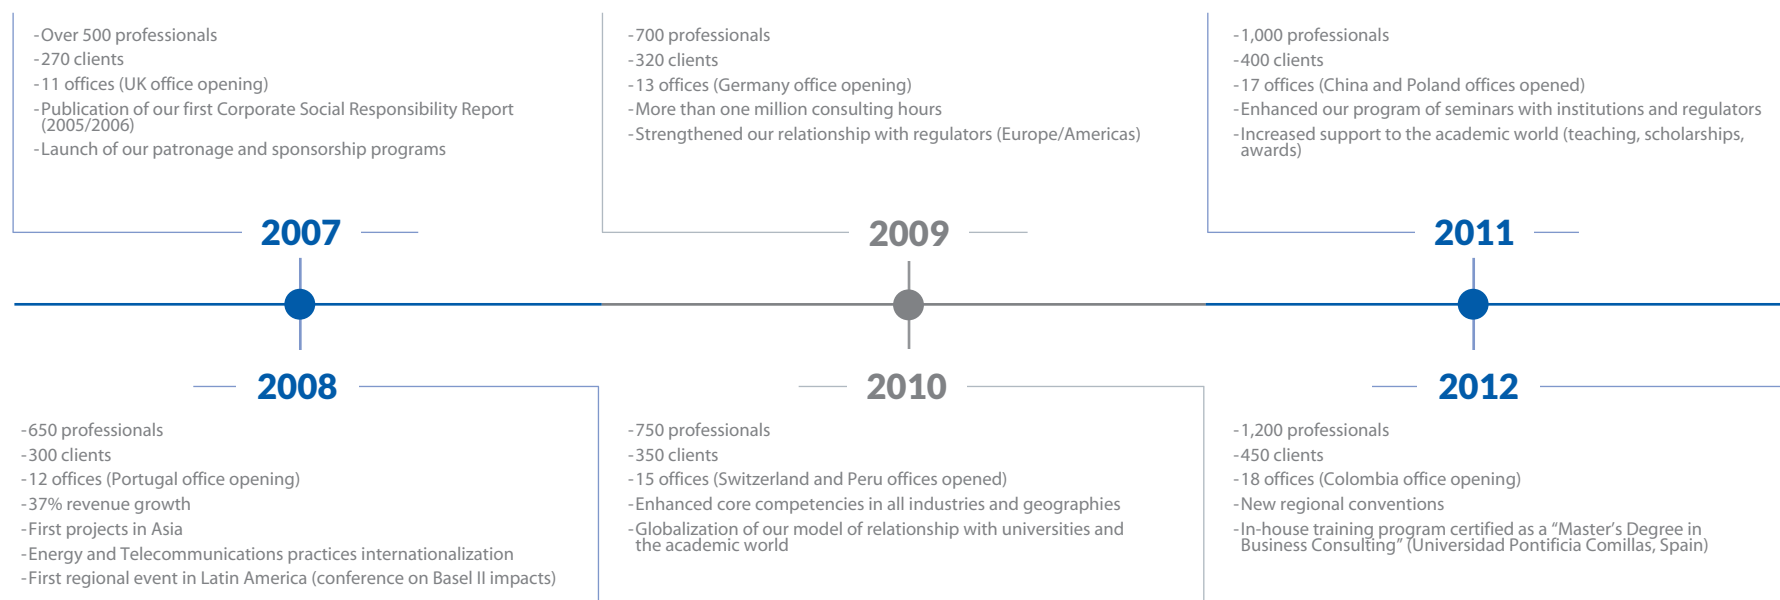 -Over 500 professionals
-270 clients
-11 offices (UK office opening)
-Publication of our first Corporate Social Responsibility Report
(2005/2006)
-Launch of our patronage and sponsorship programs
2007
2008
-650 professionals
-300 clients
-12 offices (Portugal office opening)
-37% revenue growth
-First projects in Asia
-Energy and Telecommunications practices internationalization
-First regional event in Latin America (conference on Basel II impacts)
-700 professionals
-320 clients
-13 offices (Germany office opening)
-More than one million consulting hours
-Strengthened our relationship with regulators (Europe/Americas)
2009
2010
-750 professionals
-350 clients
-15 offices (Switzerland and Peru offices opened)
-Enhanced core competencies in all industries and geographies
-Globalization of our model of relationship with universities and
the academic world
-1,000 professionals
-400 clients
-17 offices (China and Poland offices opened)
-Enhanced our program of seminars with institutions and regulators
-Increased support to the academic world (teaching, scholarships,
awards)
2011
2012
-1,200 professionals
-450 clients
-18 offices (Colombia office opening)
-New regional conventions
-In-house training program certified as a “Master’s Degree in
Business Consulting” (Universidad Pontificia Comillas, Spain)